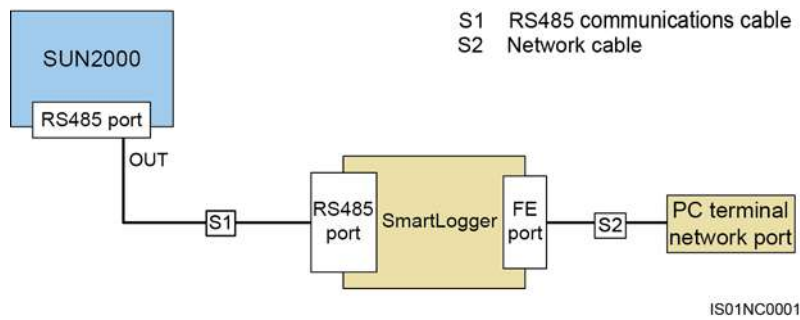 S1 RS485 communications cable
S2 Network cable
SUN2000
RS485 port
OUT
S1
RS485
port
SmartLogger
FE
port
S2
PC terminal
network port
IS01NC0001